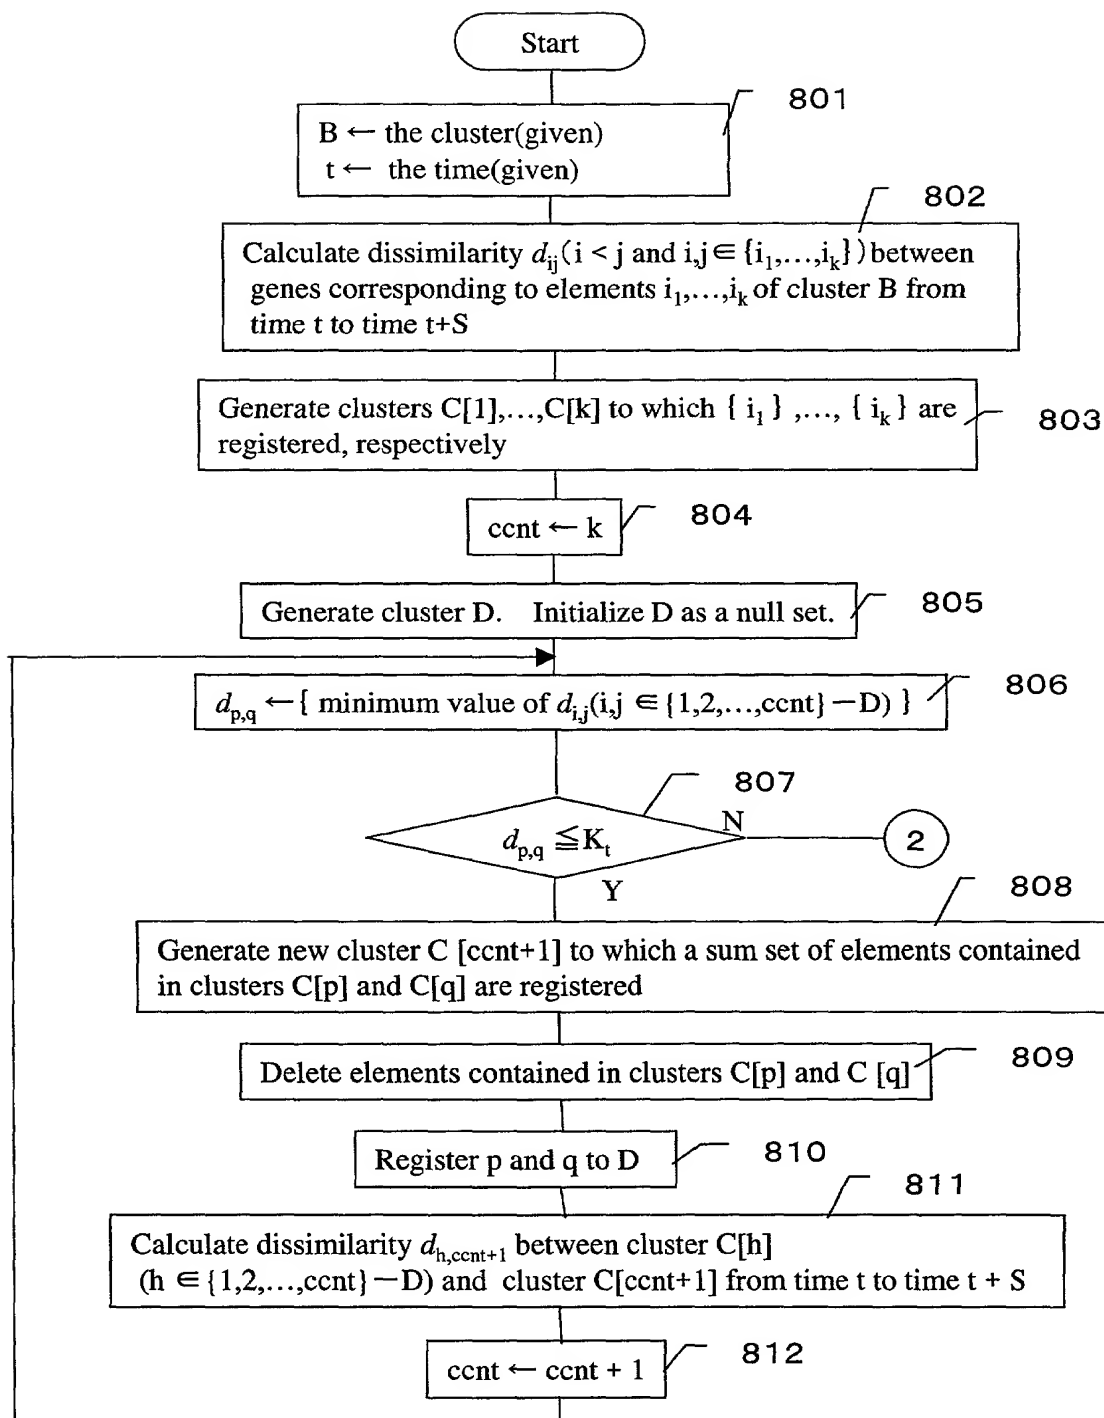 Start
801
B ← the cluster(given)
t ← the time(given)
802
Calculate dissimilarity d_ij (i < j and i,j ∈ {i_1,…,i_k}) between
genes corresponding to elements i_1,…,i_k of cluster B from
time t to time t+S
803
Generate clusters C[1],…,C[k] to which { i_1 } ,…, { i_k } are
registered, respectively
804
ccnt ← k
805
Generate cluster D. Initialize D as a null set.
806
d_p,q ← { minimum value of d_i,j (i,j ∈ {1,2,…,ccnt} − D) }
807
d_p,q ≦ K_t
N
2
Y
808
Generate new cluster C [ccnt+1] to which a sum set of elements contained
in clusters C[p] and C[q] are registered
809
Delete elements contained in clusters C[p] and C [q]
810
Register p and q to D
811
Calculate dissimilarity d_h,ccnt+1 between cluster C[h]
(h ∈ {1,2,…,ccnt} − D) and cluster C[ccnt+1] from time t to time t + S
812
ccnt ← ccnt + 1